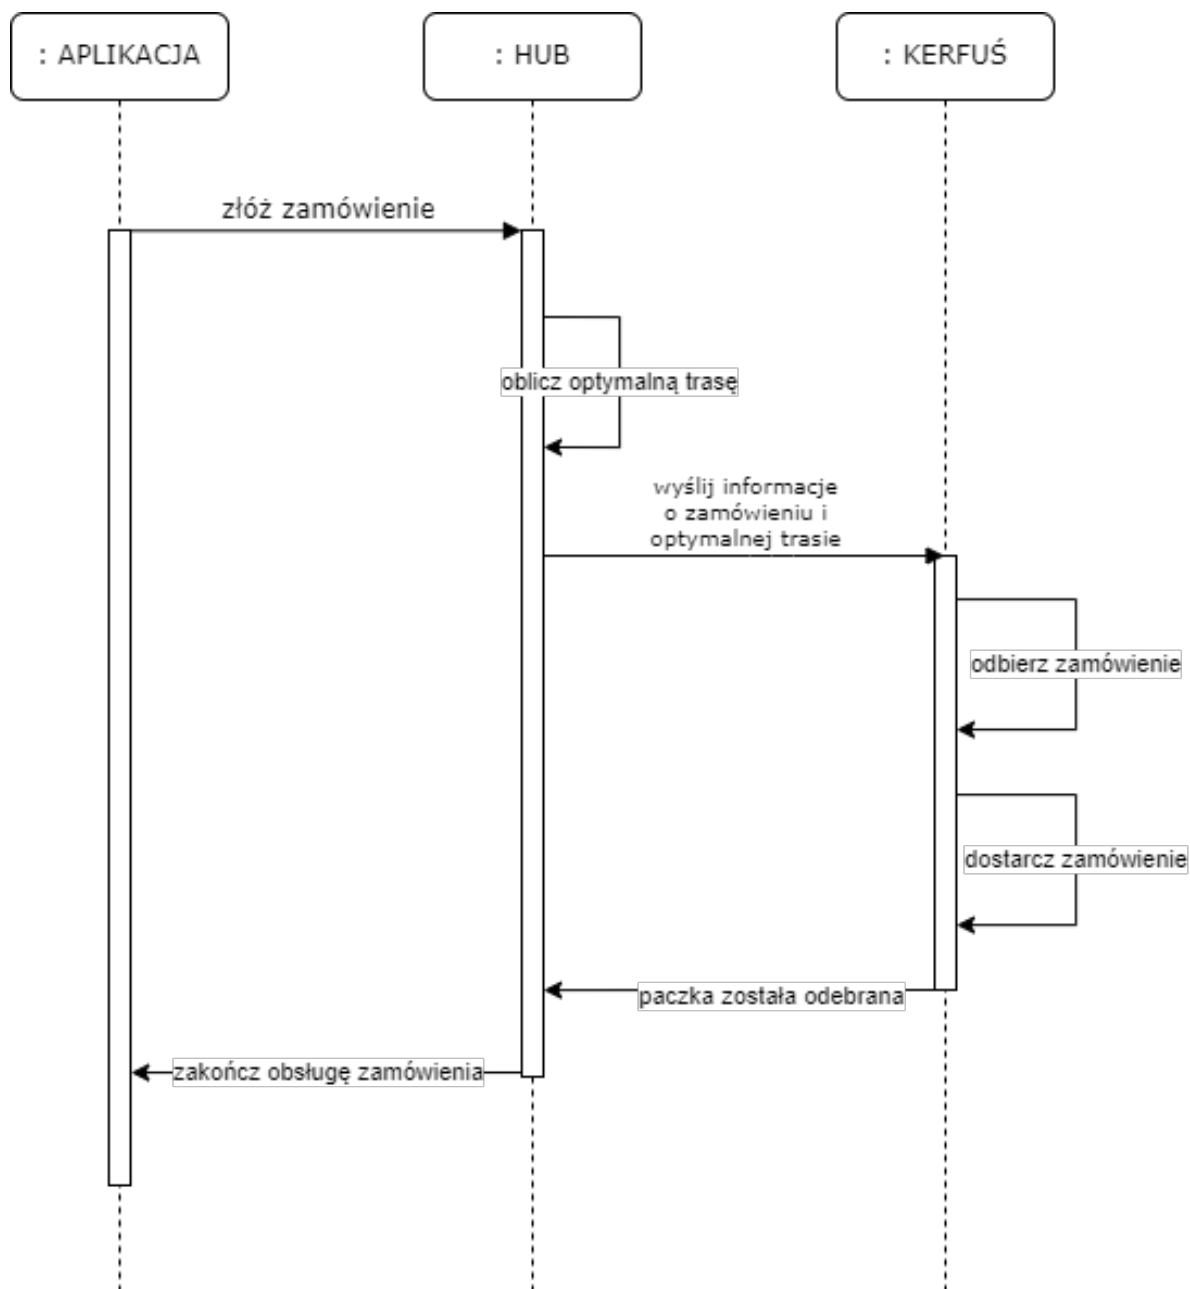 : APLIKACJA
: HUB
: KERFUŚ
złóż zamówienie
oblicz optymalną trasę
wyślij informacje
o zamówieniu i
optymalnej trasie
odbierz zamówienie
dostarcz zamówienie
paczka została odebrana
zakończ obsługę zamówienia